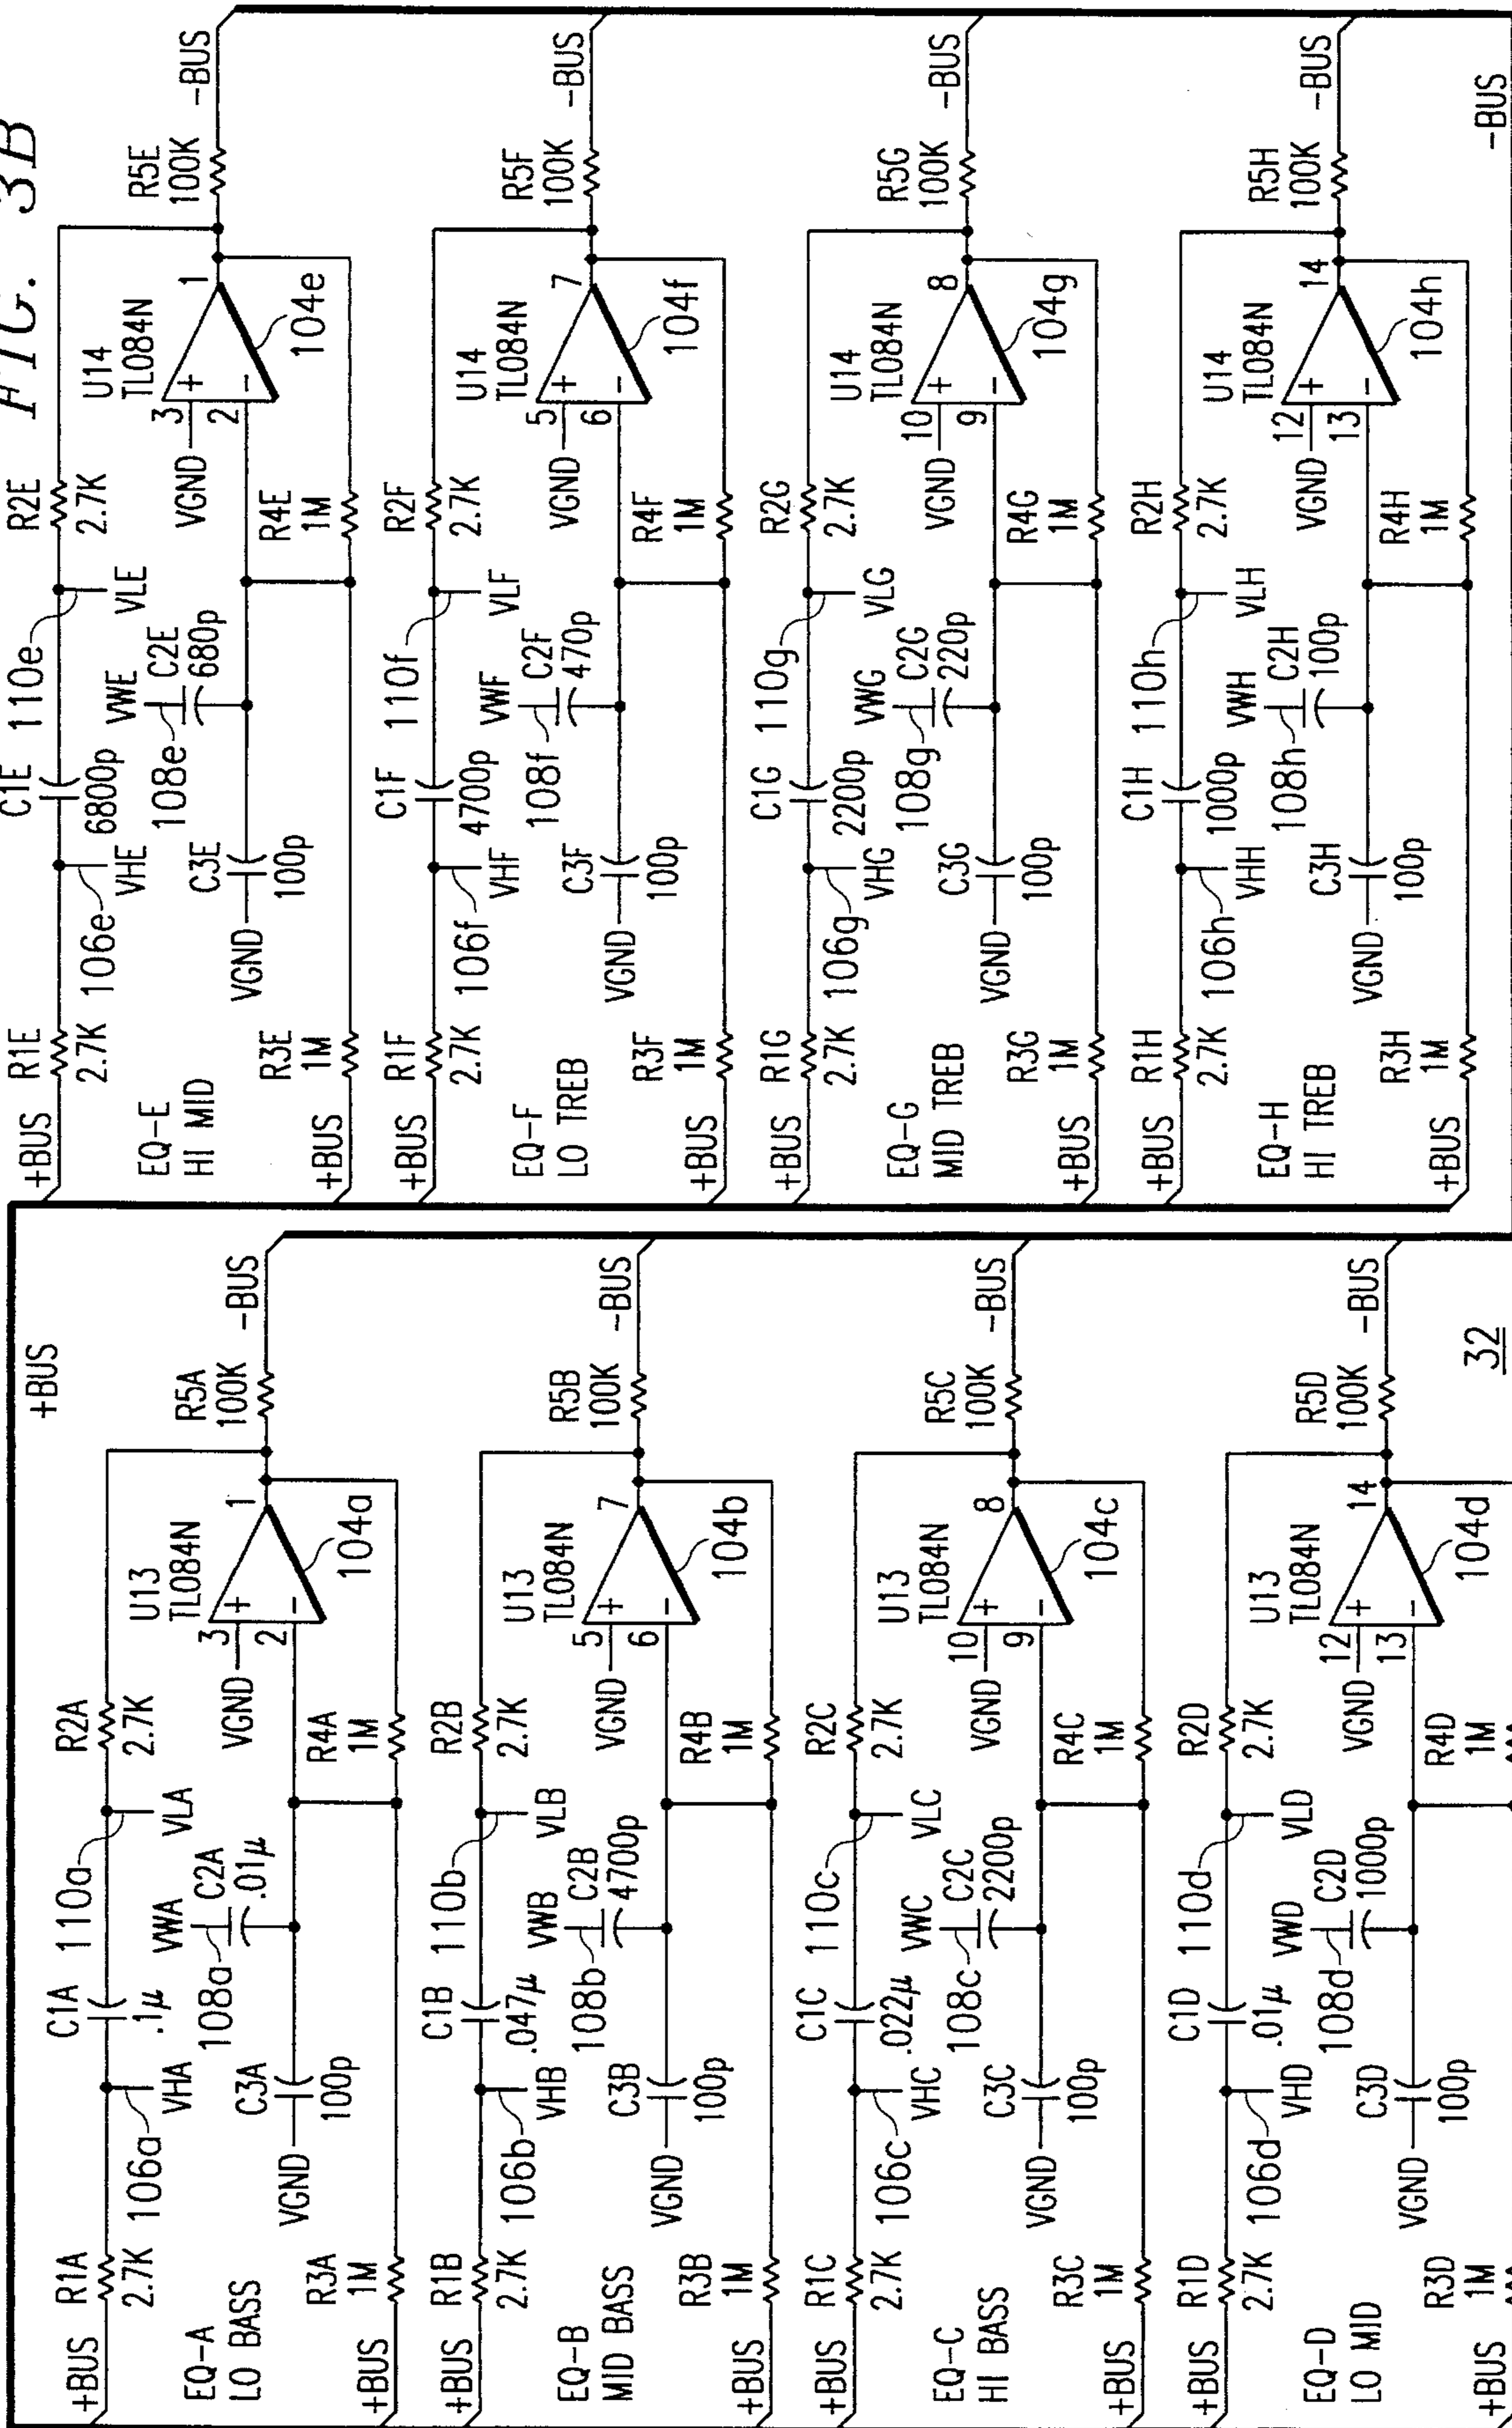 FIG. 3B
+BUS
R1A
2.7K
106a
VHA
C1A
.1µ
110a
VLA
R2A
2.7K
EQ-A
LO BASS
VGND
C3A
100p
108a
VWA
C2A
.01µ
VGND
3
2
+
-
U13
TL084N
1
104a
R5A
100K
-BUS
+BUS
R3A
1M
R4A
1M
+BUS
+BUS
R1B
2.7K
106b
VHB
C1B
.047µ
110b
VLB
R2B
2.7K
EQ-B
MID BASS
VGND
C3B
100p
108b
VWB
C2B
4700p
VGND
5
6
+
-
U13
TL084N
7
104b
R5B
100K
-BUS
+BUS
R3B
1M
R4B
1M
+BUS
R1C
2.7K
106c
VHC
C1C
.022µ
110c
VLC
R2C
2.7K
EQ-C
HI BASS
VGND
C3C
100p
108c
VWC
C2C
2200p
VGND
10
9
+
-
U13
TL084N
8
104c
R5C
100K
-BUS
+BUS
R3C
1M
R4C
1M
R1D
2.7K
106d
VHD
C1D
.01µ
110d
VLD
R2D
2.7K
EQ-D
LO MID
VGND
C3D
100p
108d
VWD
C2D
1000p
VGND
12
13
+
-
U13
TL084N
14
104d
R5D
100K
-BUS
+BUS
R3D
1M
R4D
1M
32
+BUS
R1E
2.7K
106e
VHE
C1E
6800p
110e
VLE
R2E
2.7K
EQ-E
HI MID
VGND
C3E
100p
108e
VWE
C2E
680p
VGND
3
2
+
-
U14
TL084N
1
104e
R5E
100K
-BUS
+BUS
R3E
1M
R4E
1M
+BUS
R1F
2.7K
106f
VHF
C1F
4700p
110f
VLF
R2F
2.7K
EQ-F
LO TREB
VGND
C3F
100p
108f
VWF
C2F
470p
VGND
5
6
+
-
U14
TL084N
7
104f
R5F
100K
-BUS
+BUS
R3F
1M
R4F
1M
+BUS
R1G
2.7K
106g
VHG
C1G
2200p
110g
VLG
R2G
2.7K
EQ-G
MID TREB
VGND
C3G
100p
108g
VWG
C2G
220p
VGND
10
9
+
-
U14
TL084N
8
104g
R5G
100K
-BUS
+BUS
R3G
1M
R4G
1M
+BUS
R1H
2.7K
106h
VHH
C1H
1000p
110h
VLH
R2H
2.7K
EQ-H
HI TREB
VGND
C3H
100p
108h
VWH
C2H
100p
VGND
12
13
+
-
U14
TL084N
14
104h
R5H
100K
-BUS
+BUS
R3H
1M
R4H
1M
-BUS